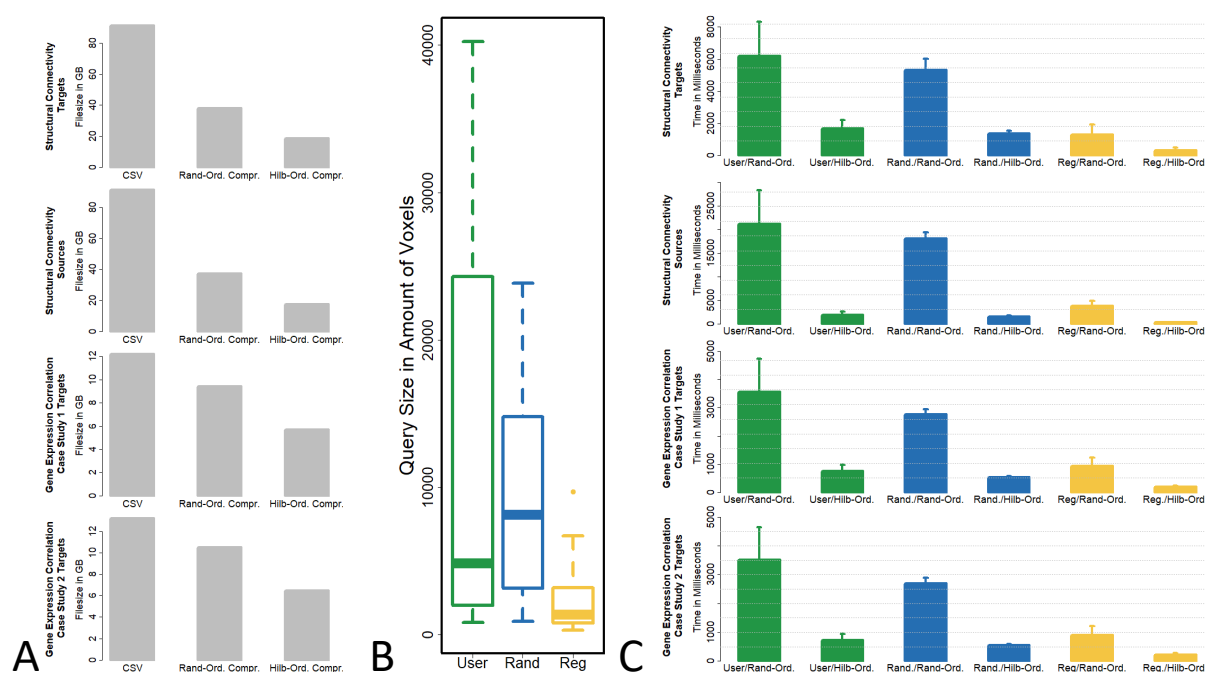 Structural Connectivity
Targets
Filesize in GB
0
20
40
60
80
CSV
Rand-Ord. Compr.
Hilb-Ord. Compr.
Structural Connectivity
Sources
Filesize in GB
0
20
40
60
80
CSV
Rand-Ord. Compr.
Hilb-Ord. Compr.
Gene Expression Correlation
Case Study 1 Targets
Filesize in GB
0
2
4
6
8
10
12
CSV
Rand-Ord. Compr.
Hilb-Ord. Compr.
Gene Expression Correlation
Case Study 2 Targets
Filesize in GB
0
2
4
6
8
10
12
CSV
Rand-Ord. Compr.
Hilb-Ord. Compr.
A
Query Size in Amount of Voxels
0
10000
20000
30000
40000
User
Rand
Reg
B
Structural Connectivity
Targets
Time in Milliseconds
0
2000
4000
6000
8000
User/Rand-Ord.
User/Hilb-Ord.
Rand./Rand-Ord.
Rand./Hilb-Ord.
Reg/Rand-Ord.
Reg./Hilb-Ord
Structural Connectivity
Sources
Time in Milliseconds
0
5000
15000
25000
User/Rand-Ord.
User/Hilb-Ord.
Rand./Rand-Ord.
Rand./Hilb-Ord.
Reg/Rand-Ord.
Reg./Hilb-Ord
Gene Expression Correlation
Case Study 1 Targets
Time in Milliseconds
0
1000
3000
5000
User/Rand-Ord.
User/Hilb-Ord.
Rand./Rand-Ord.
Rand./Hilb-Ord.
Reg/Rand-Ord.
Reg./Hilb-Ord
Gene Expression Correlation
Case Study 2 Targets
Time in Milliseconds
0
1000
3000
5000
User/Rand-Ord.
User/Hilb-Ord.
Rand./Rand-Ord.
Rand./Hilb-Ord.
Reg/Rand-Ord.
Reg./Hilb-Ord
C